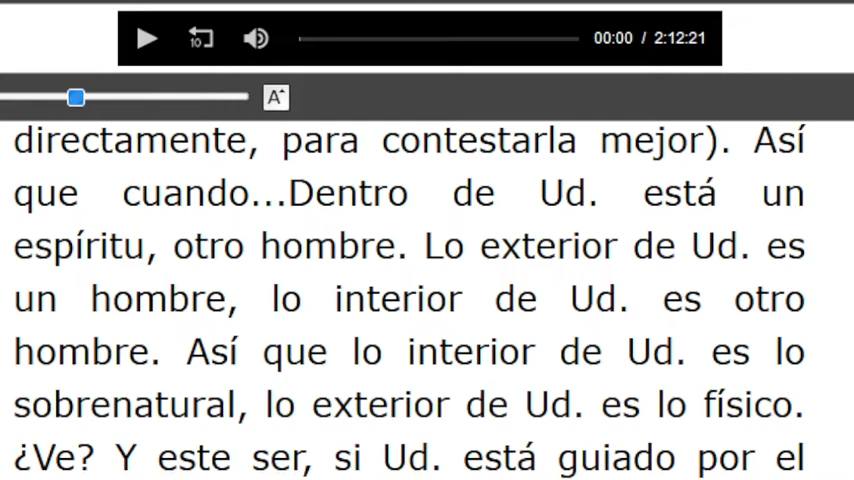 10
00:00 / 2:12:21
A
directamente, para contestarla mejor). Así
que cuando...Dentro de Ud. está un
espíritu, otro hombre. Lo exterior de Ud. es
un hombre, lo interior de Ud. es otro
hombre. Así que lo interior de Ud. es lo
sobrenatural, lo exterior de Ud. es lo físico.
¿Ve? Y este ser, si Ud. está guiado por el